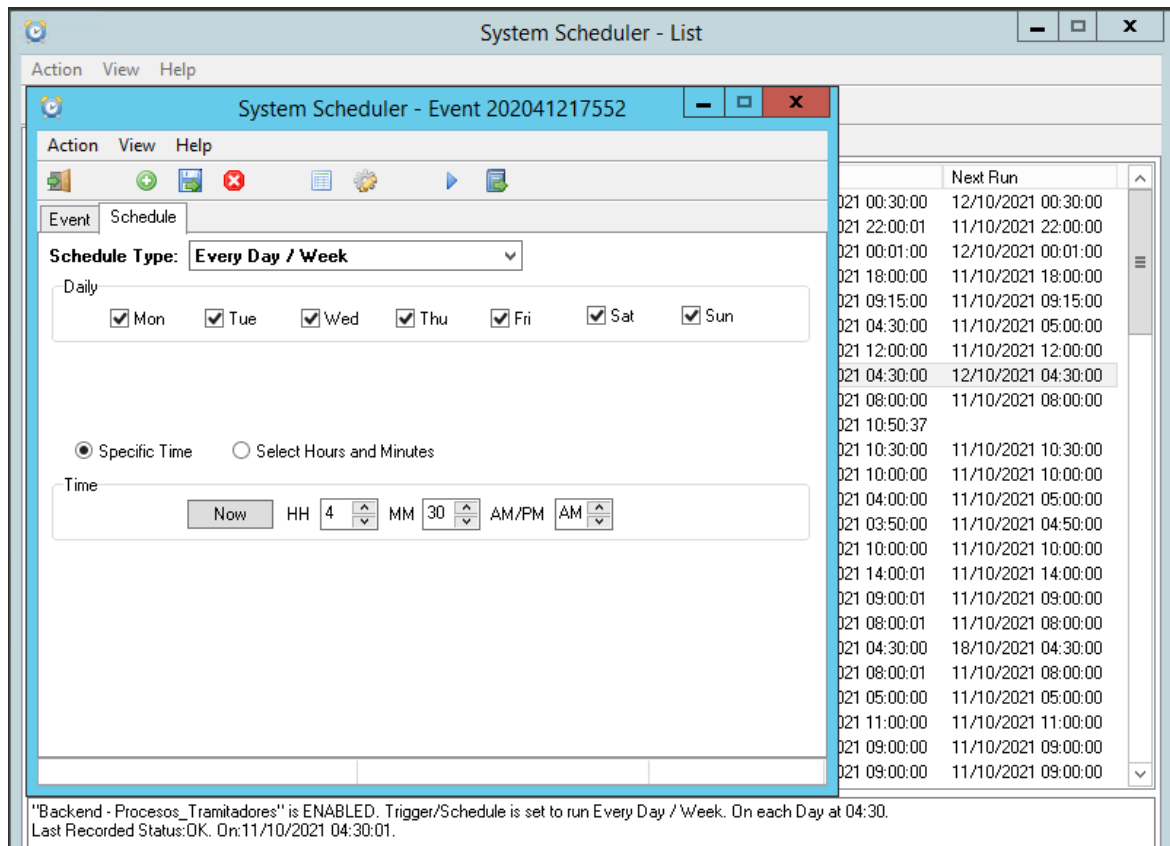 System Scheduler - List
Action View Help
System Scheduler - Event 202041217552
Action View Help
Event Schedule
Schedule Type: Every Day / Week
Daily
Mon Tue Wed Thu Fri Sat Sun
Specific Time Select Hours and Minutes
Time
Now HH 4 MM 30 AM/PM AM
Next Run
021 00:30:00 12/10/2021 00:30:00
021 22:00:01 11/10/2021 22:00:00
021 00:01:00 12/10/2021 00:01:00
021 18:00:00 11/10/2021 18:00:00
021 09:15:00 11/10/2021 09:15:00
021 04:30:00 11/10/2021 05:00:00
021 12:00:00 11/10/2021 12:00:00
021 04:30:00 12/10/2021 04:30:00
021 08:00:00 11/10/2021 08:00:00
021 10:50:37
021 10:30:00 11/10/2021 10:30:00
021 10:00:00 11/10/2021 10:00:00
021 04:00:00 11/10/2021 05:00:00
021 03:50:00 11/10/2021 04:50:00
021 10:00:00 11/10/2021 10:00:00
021 14:00:01 11/10/2021 14:00:00
021 09:00:01 11/10/2021 09:00:00
021 08:00:01 11/10/2021 08:00:00
021 04:30:00 18/10/2021 04:30:00
021 08:00:01 11/10/2021 08:00:00
021 05:00:00 11/10/2021 05:00:00
021 11:00:00 11/10/2021 11:00:00
021 09:00:00 11/10/2021 09:00:00
021 09:00:00 11/10/2021 09:00:00
"Backend - Procesos_Tramitadores" is ENABLED. Trigger/Schedule is set to run Every Day / Week. On each Day at 04:30.
Last Recorded Status:OK. On:11/10/2021 04:30:01.